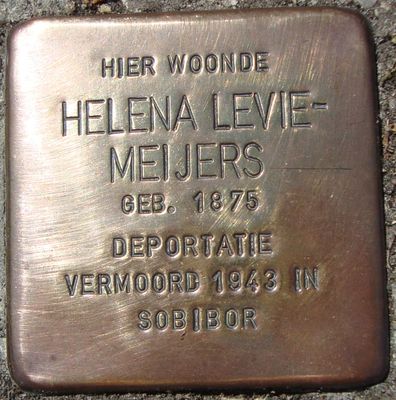 HIER WOONDE
HELENA LEVIE-
MEIJERS
GEB. 1875
DEPORTATIE
VERMOORD 1943 IN
SOBIBOR